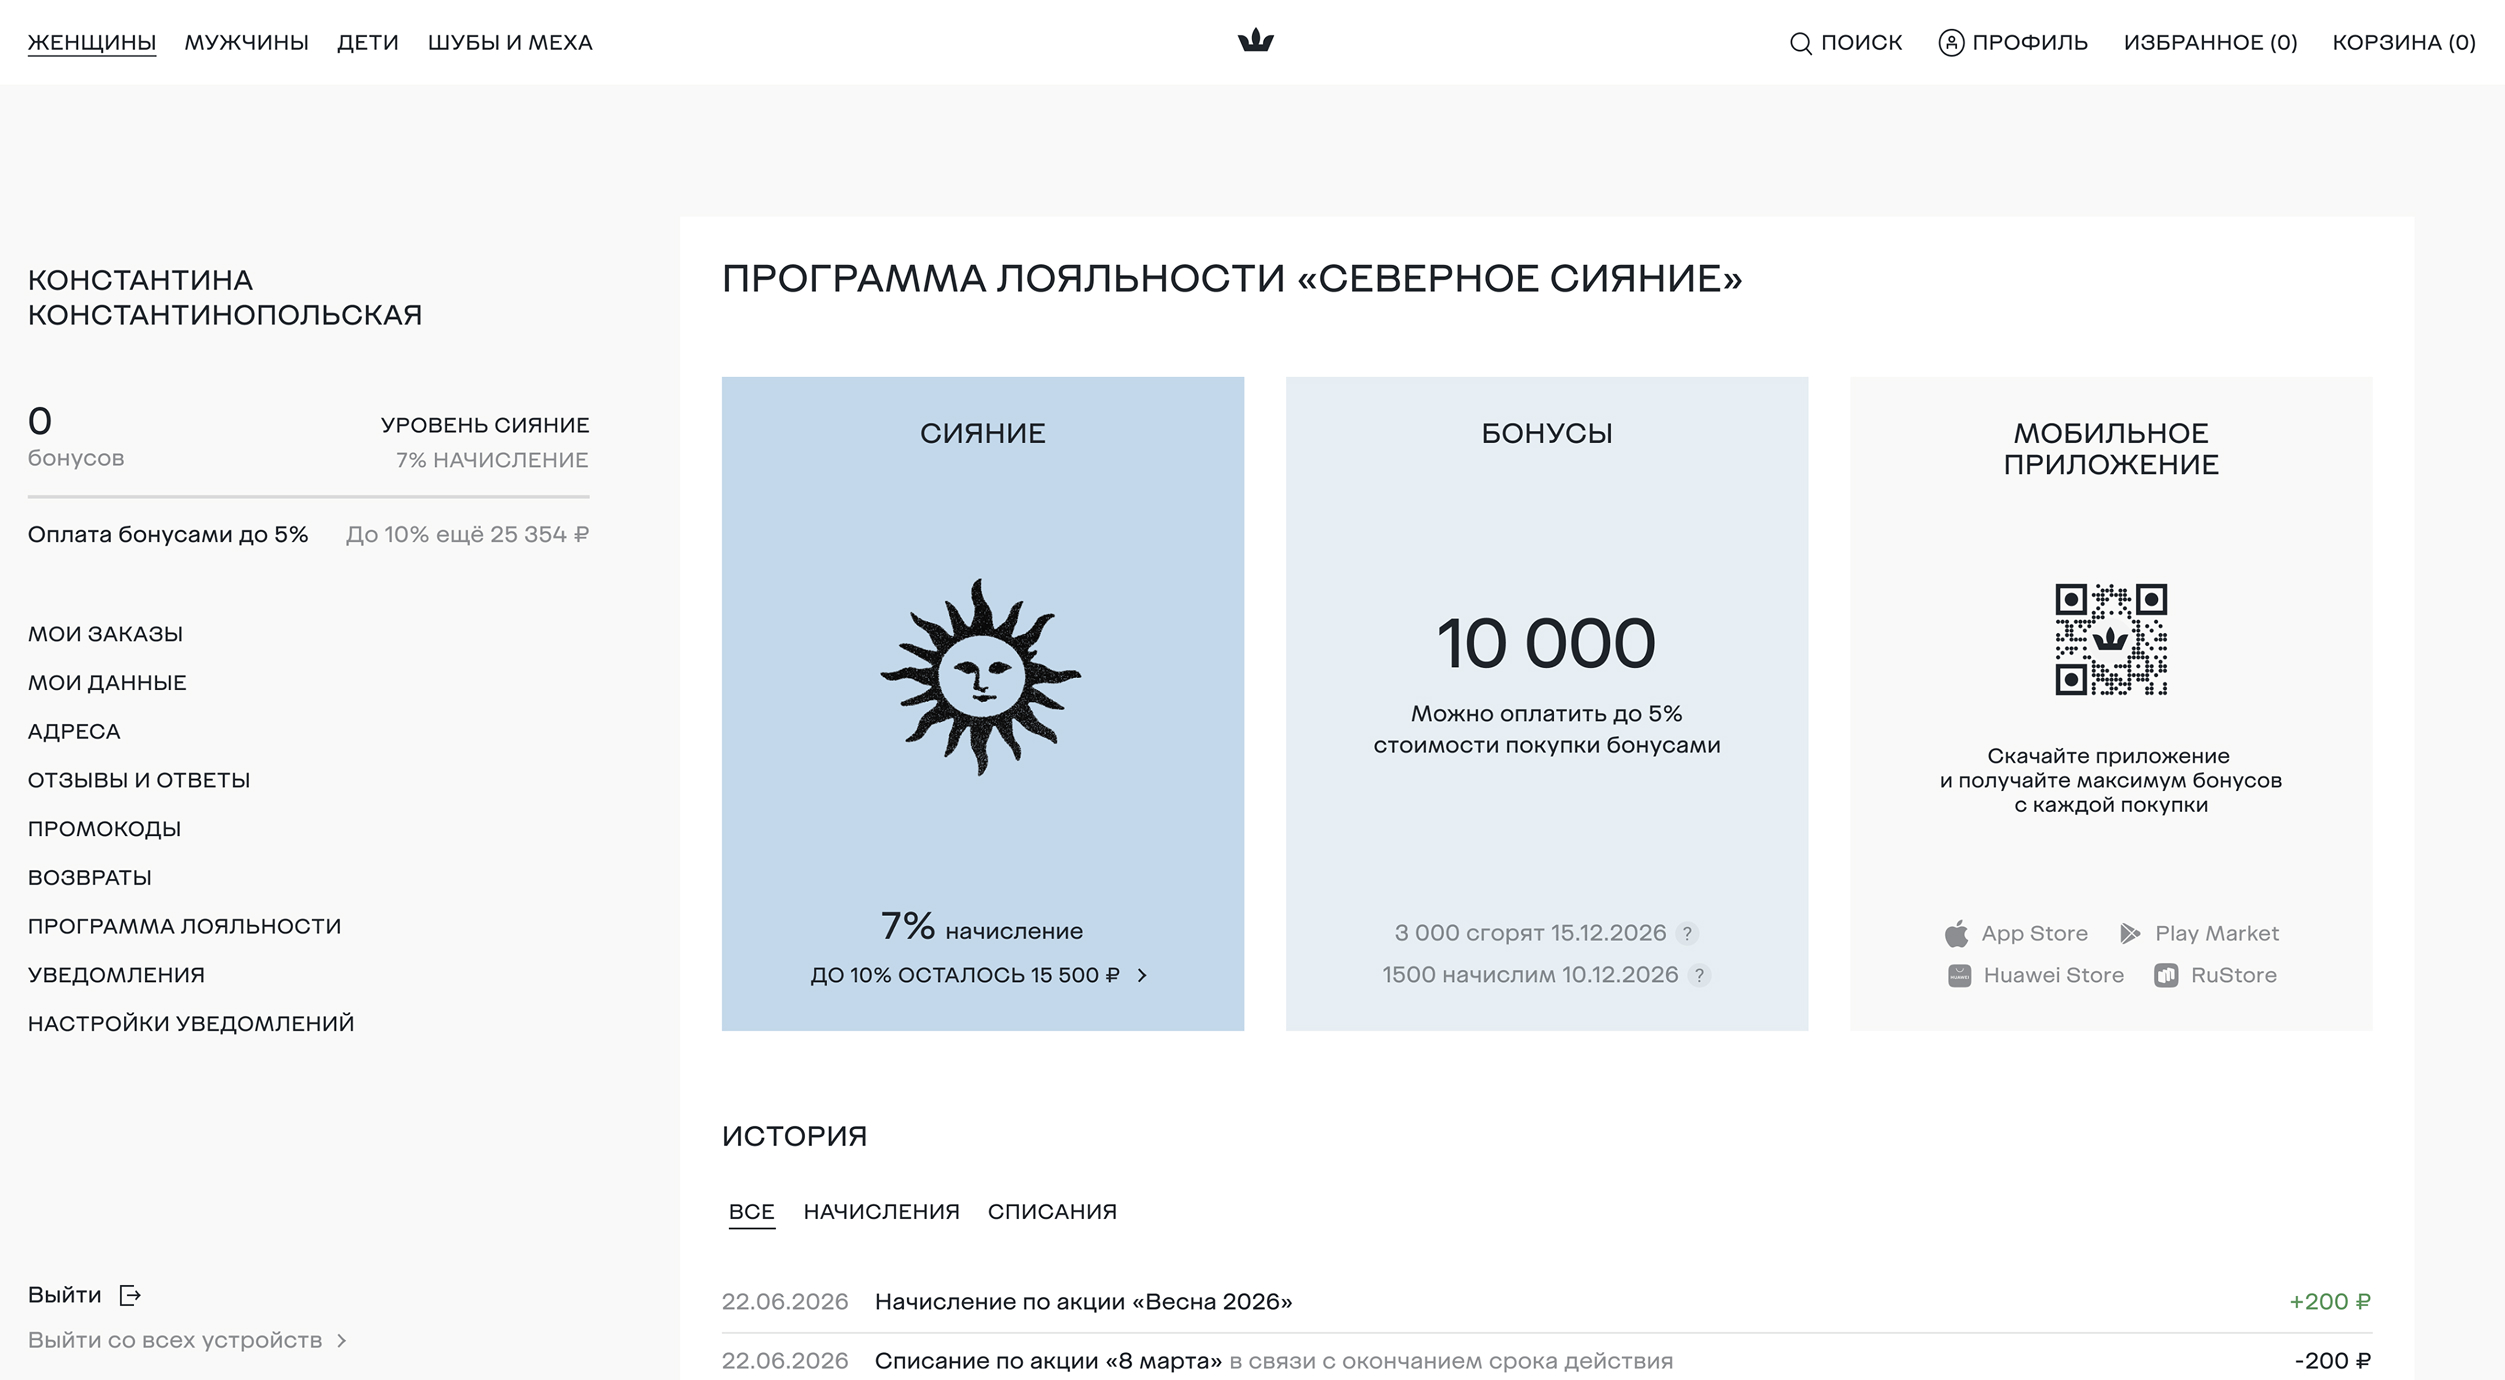 ЖЕНЩИНЫ МУЖЧИНЫ ДЕТИ ШУБЫ И МЕХА
ПОИСК ПРОФИЛЬ ИЗБРАННОЕ (0) КОРЗИНА (0)
КОНСТАНТИНА
КОНСТАНТИНОПОЛЬСКАЯ
0
бонусов
УРОВЕНЬ СИЯНИЕ
7% НАЧИСЛЕНИЕ
Оплата бонусами до 5% До 10% ещё 25 354 ₽
МОИ ЗАКАЗЫ
МОИ ДАННЫЕ
АДРЕСА
ОТЗЫВЫ И ОТВЕТЫ
ПРОМОКОДЫ
ВОЗВРАТЫ
ПРОГРАММА ЛОЯЛЬНОСТИ
УВЕДОМЛЕНИЯ
НАСТРОЙКИ УВЕДОМЛЕНИЙ
Выйти
Выйти со всех устройств
ПРОГРАММА ЛОЯЛЬНОСТИ «СЕВЕРНОЕ СИЯНИЕ»
СИЯНИЕ
7% начисление
ДО 10% ОСТАЛОСЬ 15 500 ₽
БОНУСЫ
10 000
Можно оплатить до 5%
стоимости покупки бонусами
3 000 сгорят 15.12.2026 ?
1500 начислим 10.12.2026 ?
МОБИЛЬНОЕ
ПРИЛОЖЕНИЕ
Скачайте приложение
и получайте максимум бонусов
с каждой покупки
App Store Play Market
Huawei Store RuStore
ИСТОРИЯ
ВСЕ НАЧИСЛЕНИЯ СПИСАНИЯ
22.06.2026 Начисление по акции «Весна 2026» +200 ₽
22.06.2026 Списание по акции «8 марта» в связи с окончанием срока действия -200 ₽